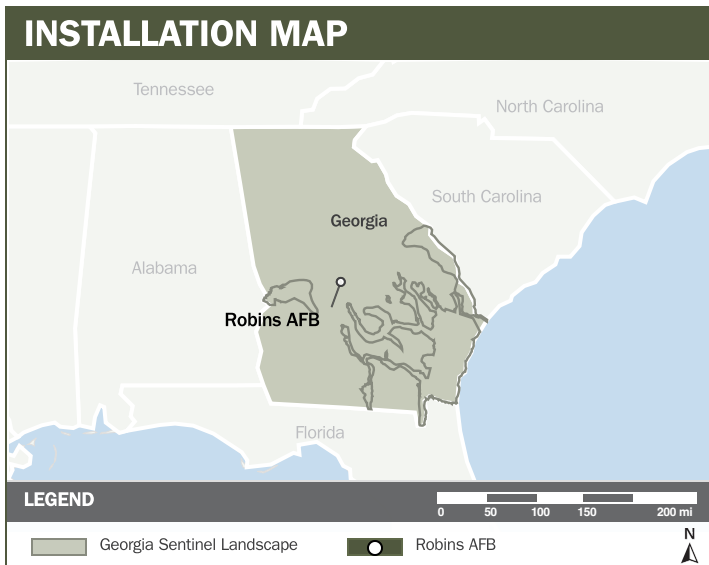 INSTALLATION MAP
Tennessee
North Carolina
South Carolina
Georgia
Alabama
Robins AFB
Florida
LEGEND
0 50 100 150 200 mi
Georgia Sentinel Landscape
Robins AFB
N